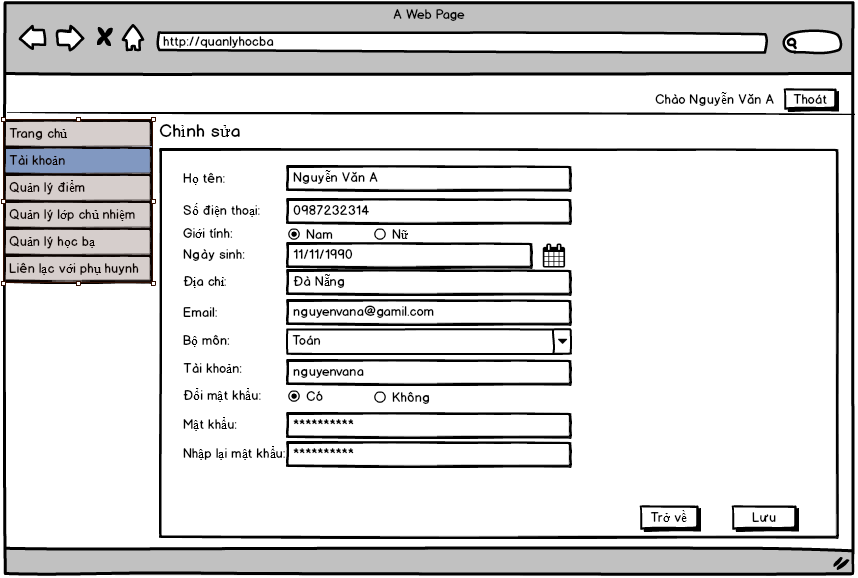 A Web Page
http://quanlyhocba
Chào Nguyễn Văn A Thoát
Trang chủ
Tài khoản
Quản lý điểm
Quản lý lớp chủ nhiệm
Quản lý học bạ
Liên lạc với phụ huynh
Chỉnh sửa
Họ tên: Nguyễn Văn A
Số điện thoại: 0987232314
Giới tính: Nam Nữ
Ngày sinh: 11/11/1990
Địa chỉ: Đà Nẵng
Email: nguyenvana@gamil.com
Bộ môn: Toán
Tài khoản: nguyenvana
Đổi mật khẩu: Có Không
Mật khẩu: **********
Nhập lại mật khẩu: **********
Trở về Lưu